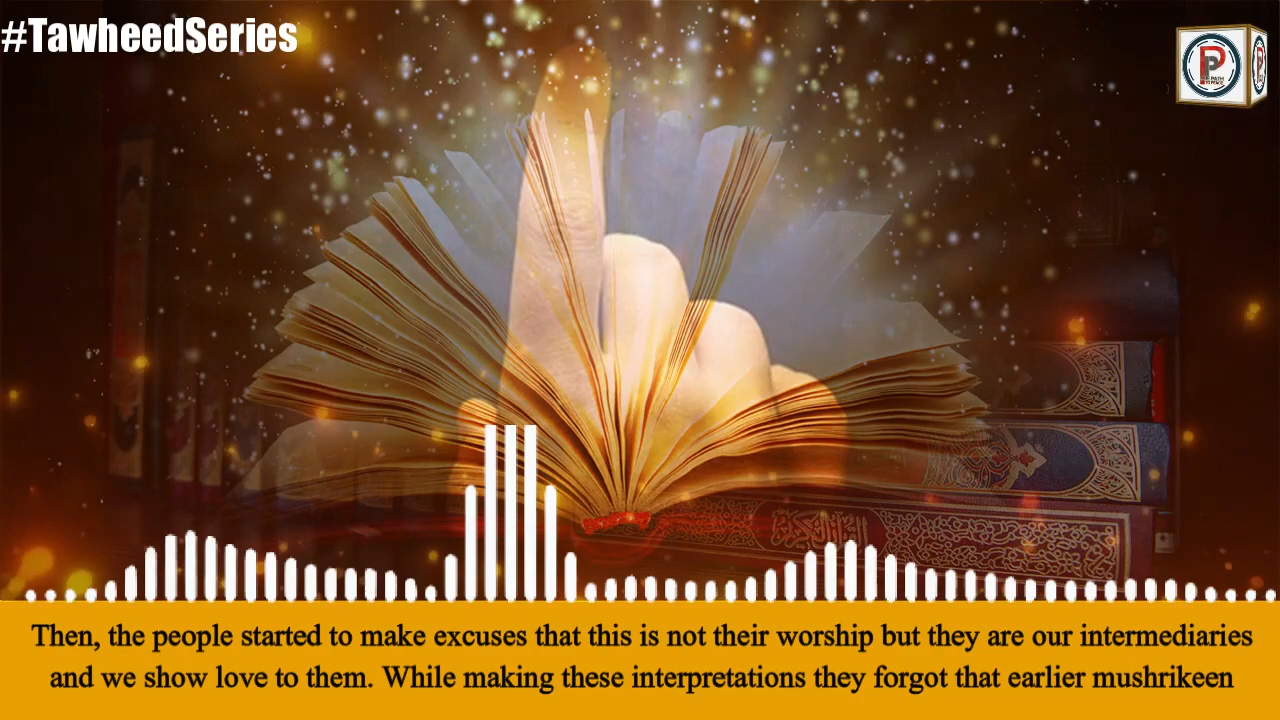 #TawheedSeries
Then, the people started to make excuses that this is not their worship but they are our intermediaries
and we show love to them. While making these interpretations they forgot that earlier mushrikeen